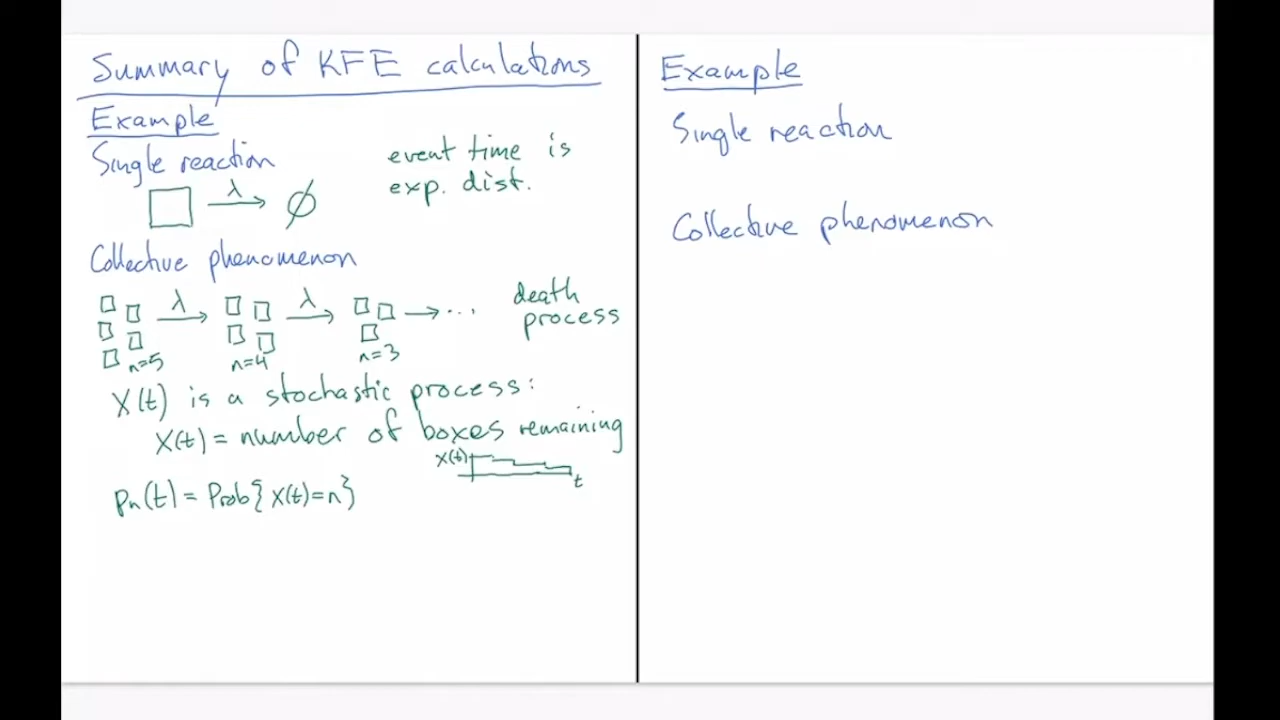 Summary of KFE calculations
Example
Single reaction
event time is
exp. dist.
λ
∅
Collective phenomenon
λ λ ... death
process
n=5 n=4 n=3
X(t) is a stochastic process:
X(t) = number of boxes remaining
X(t)
t
pn(t) = Prob{X(t)=n}
Example
Single reaction
Collective phenomenon